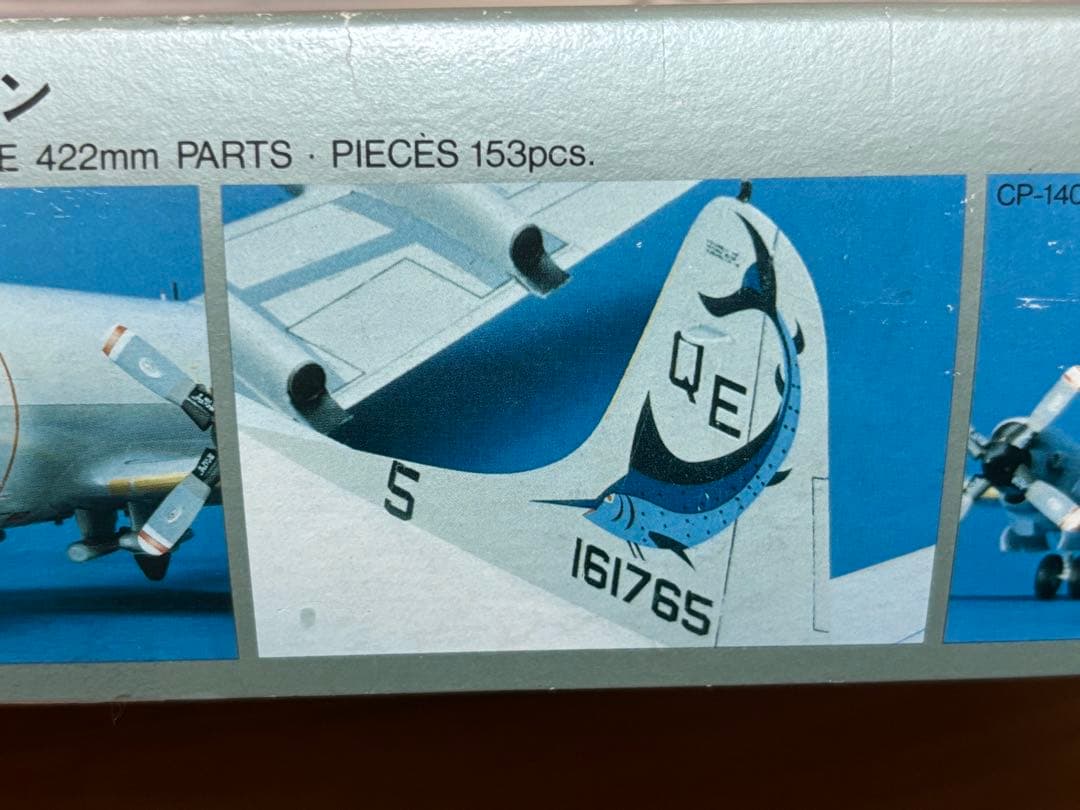 ン
E 422mm PARTS · PIECÈS 153pcs.
CP-140
QE
5
161765